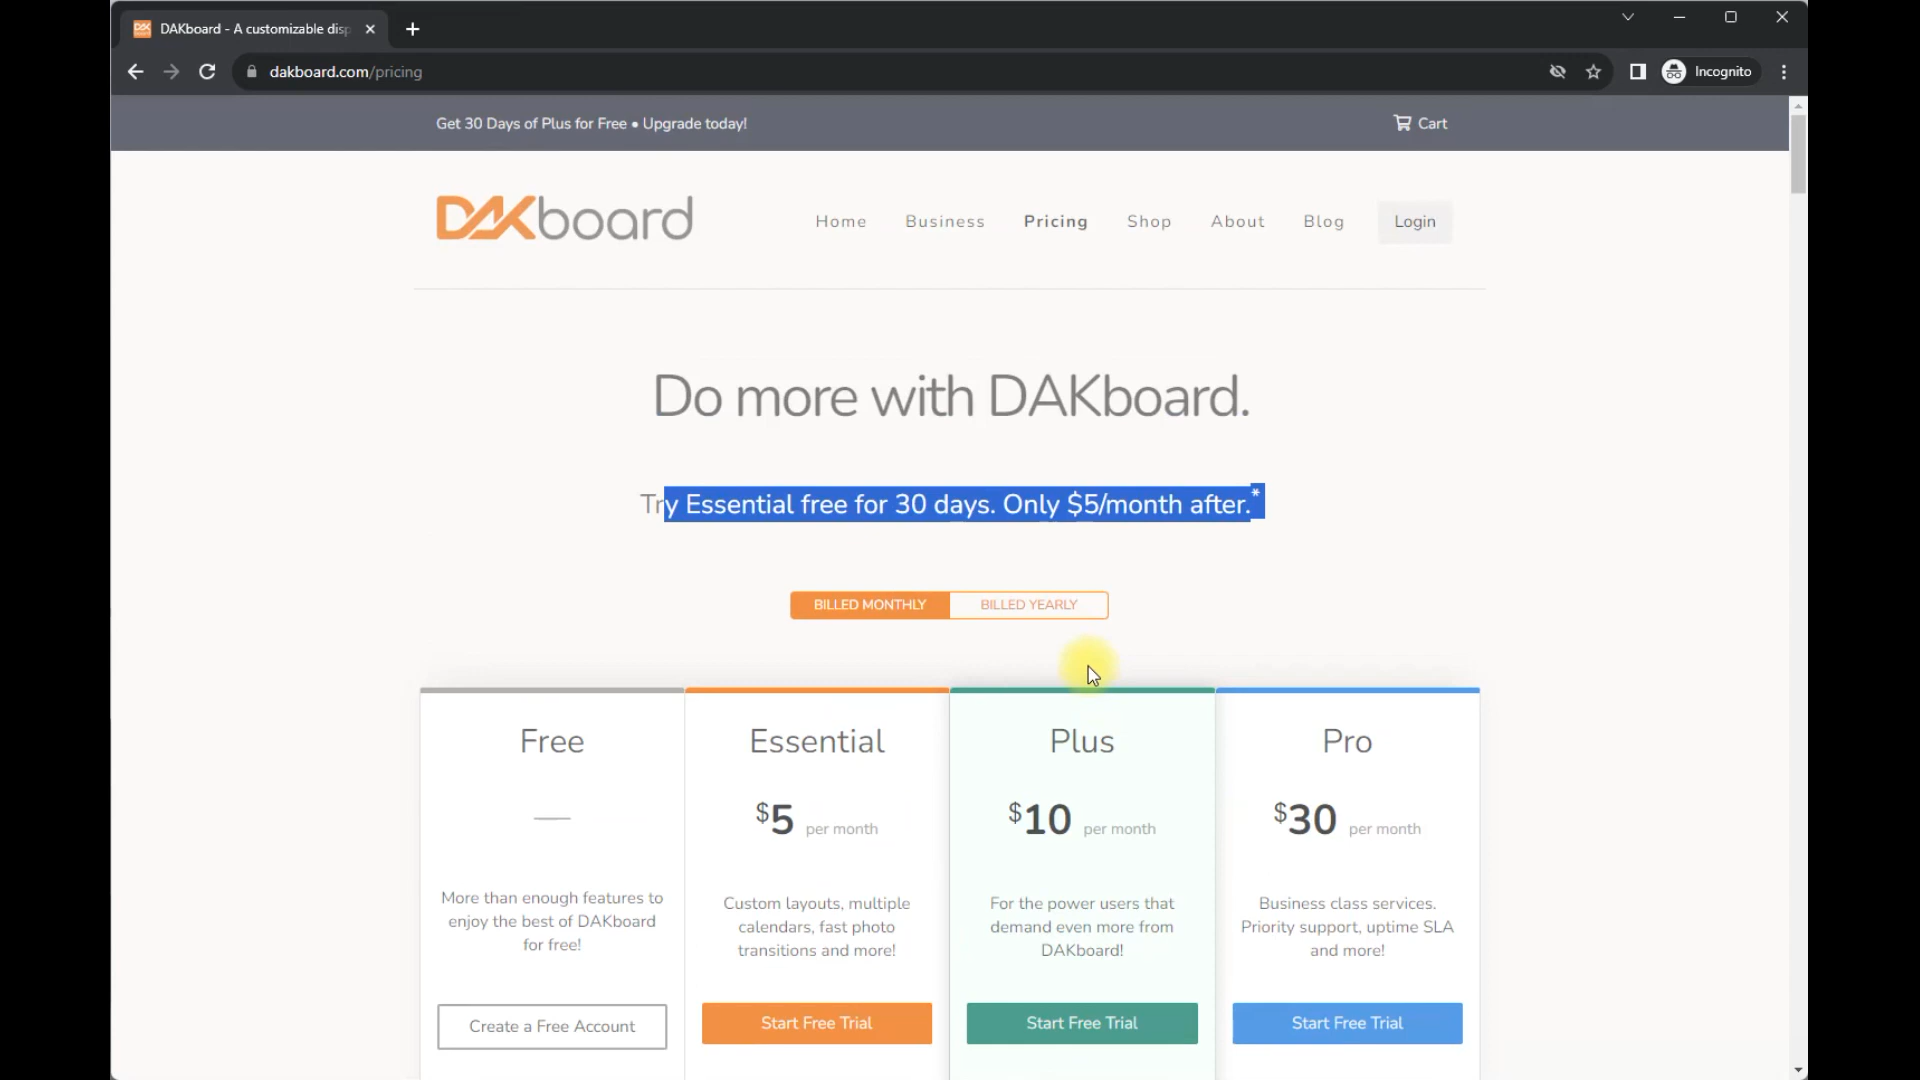 DAKboard - A customizable disp
dakboard.com/pricing
Incognito
Get 30 Days of Plus for Free • Upgrade today!
Cart
DAKboard
Home
Business
Pricing
Shop
About
Blog
Login
Do more with DAKboard.
Try Essential free for 30 days. Only $5/month after.*
BILLED MONTHLY
BILLED YEARLY
Free
More than enough features to
enjoy the best of DAKboard
for free!
Create a Free Account
Essential
$5 per month
Custom layouts, multiple
calendars, fast photo
transitions and more!
Start Free Trial
Plus
$10 per month
For the power users that
demand even more from
DAKboard!
Start Free Trial
Pro
$30 per month
Business class services.
Priority support, uptime SLA
and more!
Start Free Trial